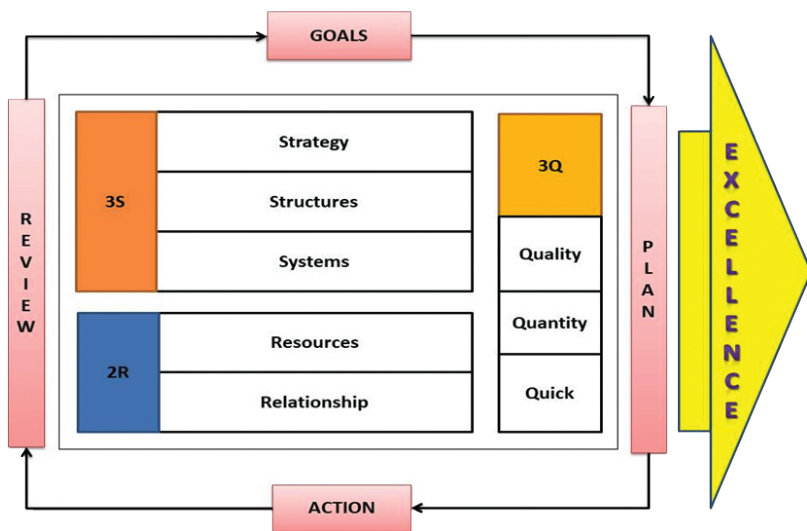 GOALS
REVIEW
3S
Strategy
Structures
Systems
2R
Resources
Relationship
3Q
Quality
Quantity
Quick
PLAN
EXCELLENCE
ACTION